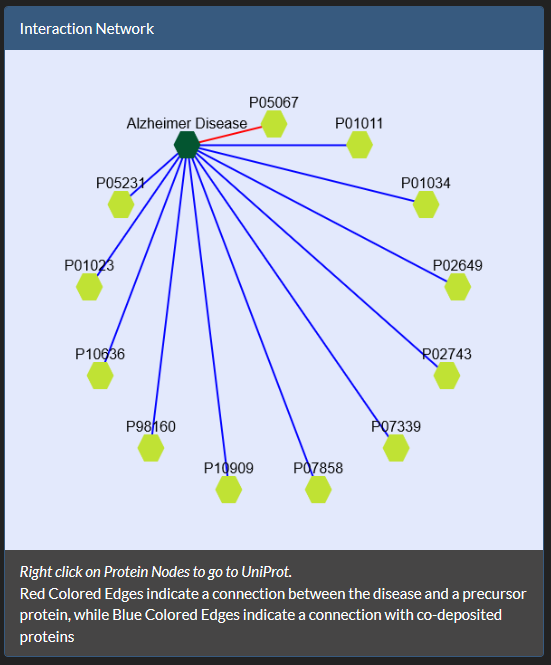 Interaction Network
P05067
Alzheimer Disease
P01011
P05231
P01034
P01023
P02649
P10636
P02743
P98160
P07339
P10909
P07858
Right click on Protein Nodes to go to UniProt.
Red Colored Edges indicate a connection between the disease and a precursor
protein, while Blue Colored Edges indicate a connection with co-deposited
proteins